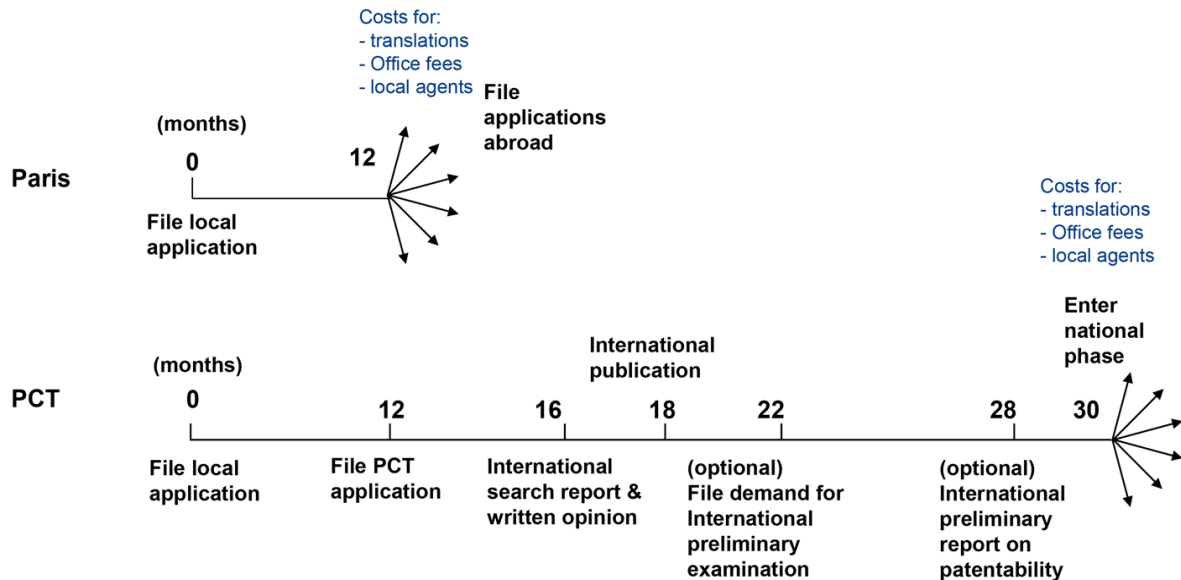 Costs for:
- translations
- Office fees
- local agents
File
applications
abroad
(months)
0
12
Paris
File local
application
Costs for:
- translations
- Office fees
- local agents
Enter
national
phase
International
publication
(months)
PCT
0
12
16
18
22
28
30
File local
application
File PCT
application
International
search report &
written opinion
(optional)
File demand for
International
preliminary
examination
(optional)
International
preliminary
report on
patentability